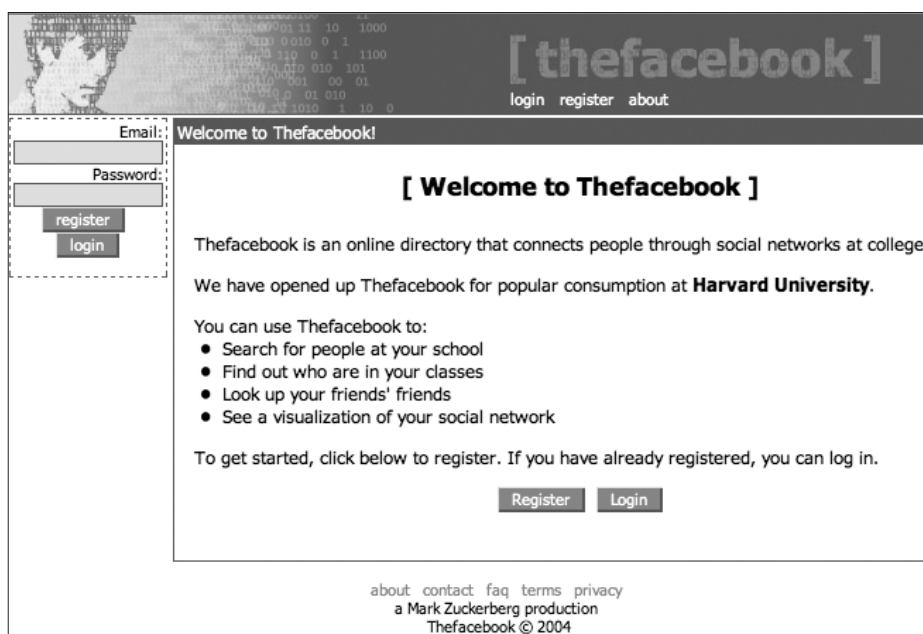 [ thefacebook ]
login register about
Email:
Password:
register
login
Welcome to Thefacebook!
[ Welcome to Thefacebook ]
Thefacebook is an online directory that connects people through social networks at college
We have opened up Thefacebook for popular consumption at Harvard University.
You can use Thefacebook to:
• Search for people at your school
• Find out who are in your classes
• Look up your friends' friends
• See a visualization of your social network
To get started, click below to register. If you have already registered, you can log in.
Register Login
about contact faq terms privacy
a Mark Zuckerberg production
Thefacebook © 2004